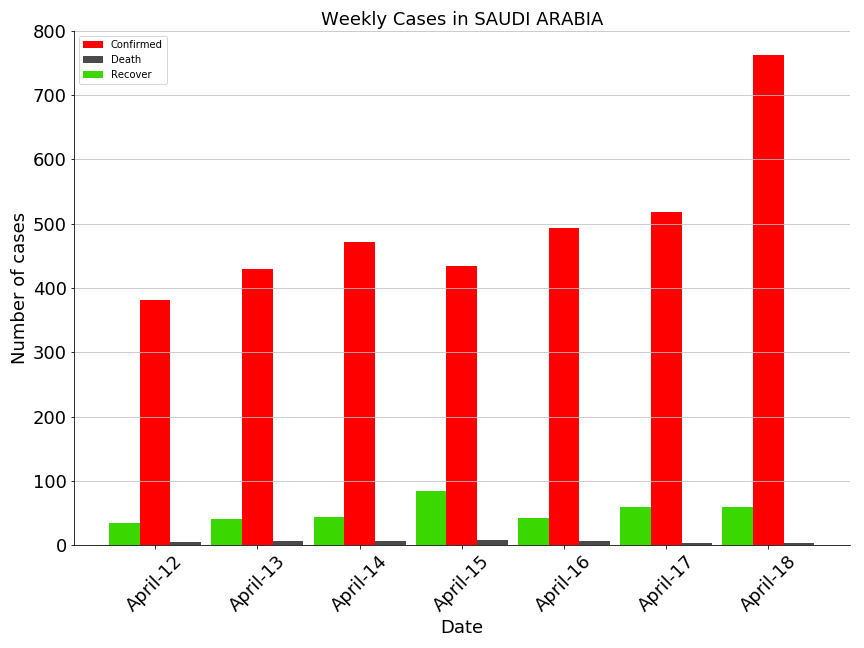 Weekly Cases in SAUDI ARABIA
Confirmed
Death
Recover
Number of cases
800
700
600
500
400
300
200
100
0
April-12
April-13
April-14
April-15
April-16
April-17
April-18
Date